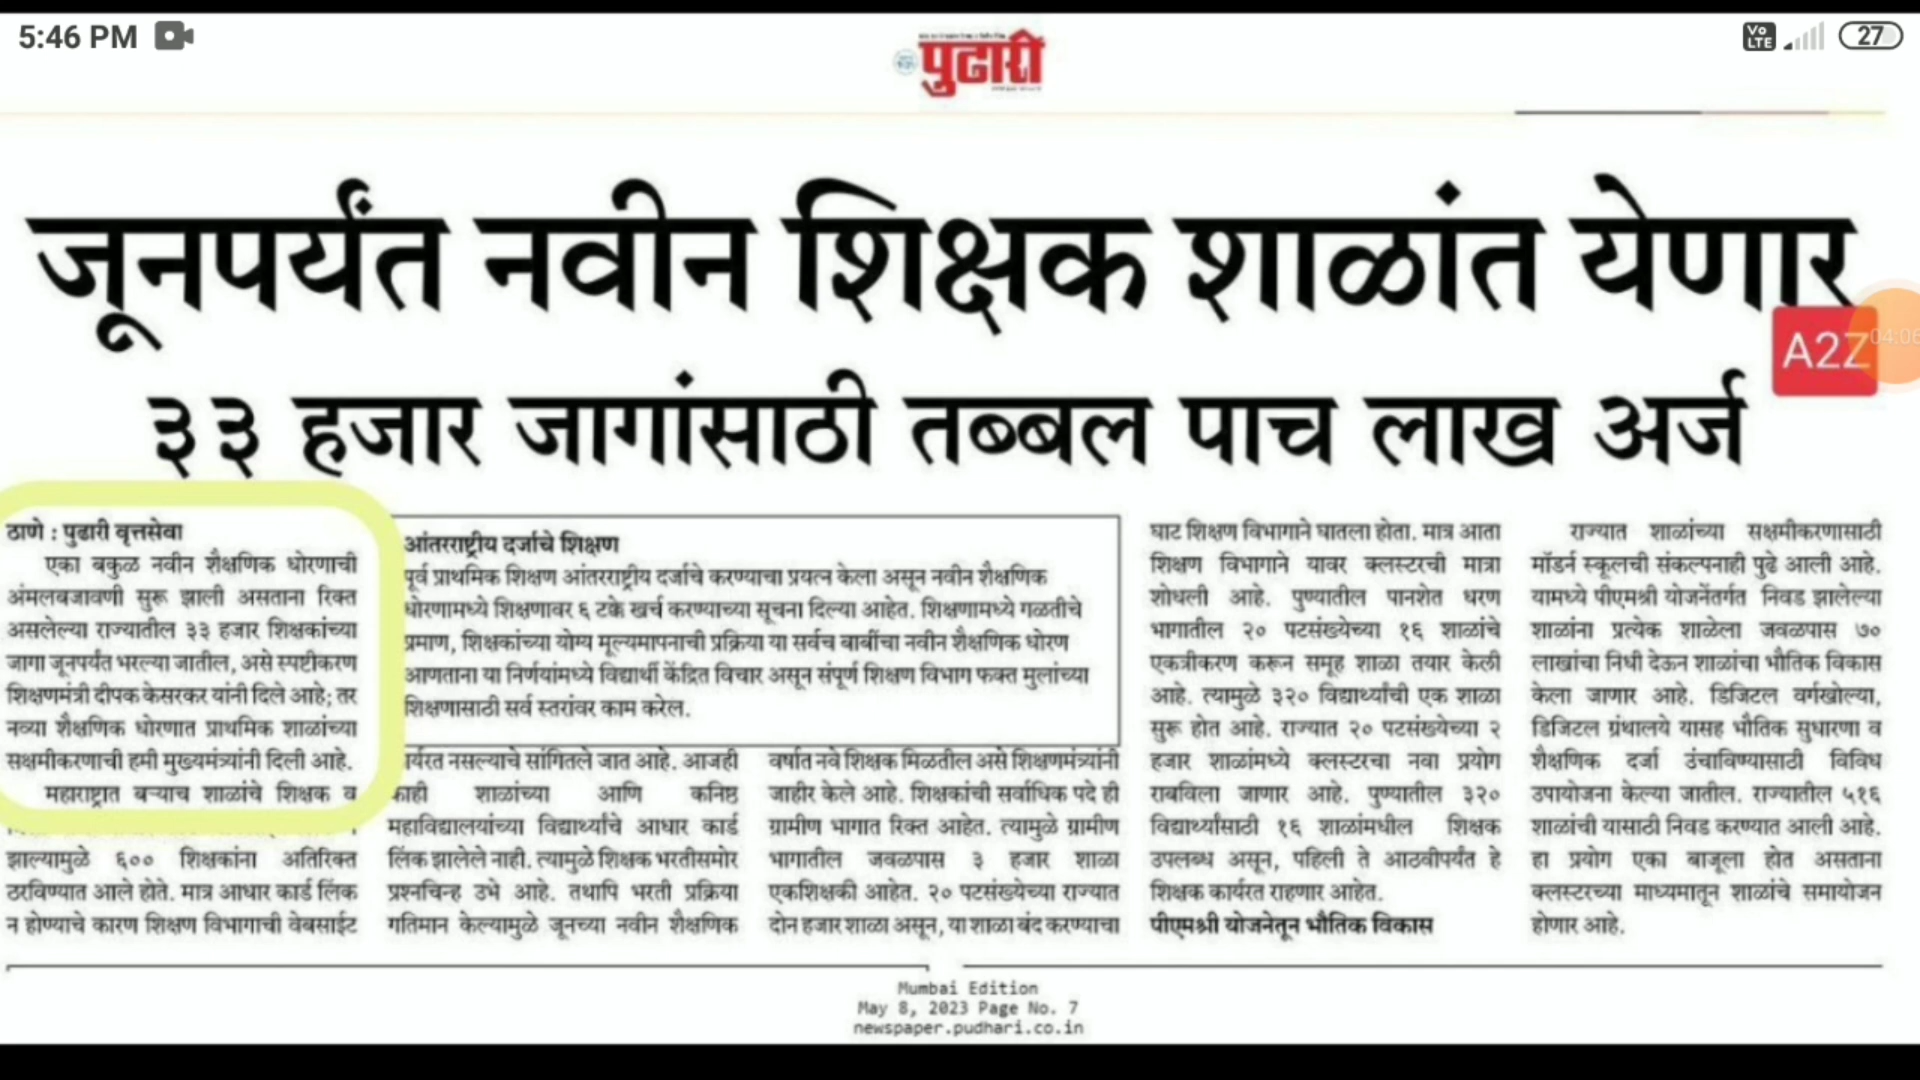 5:46 PM
Vo LTE
27
पुढारी
जूनपर्यंत नवीन शिक्षक शाळांत येणार
A2Z
04:06
३३ हजार जागांसाठी तब्बल पाच लाख अर्ज
ठाणे : पुढारी वृत्तसेवा
एका बकुळ नवीन शैक्षणिक धोरणाची
अंमलबजावणी सुरू झाली असताना रिक्त
असलेल्या राज्यातील ३३ हजार शिक्षकांच्या
जागा जूनपर्यंत भरल्या जातील, असे स्पष्टीकरण
शिक्षणमंत्री दीपक केसरकर यांनी दिले आहे; तर
नव्या शैक्षणिक धोरणात प्राथमिक शाळांच्या
सक्षमीकरणाची हमी मुख्यमंत्र्यांनी दिली आहे.
महाराष्ट्रात बऱ्याच शाळांचे शिक्षक व
झाल्यामुळे ६०० शिक्षकांना अतिरिक्त
ठरविण्यात आले होते. मात्र आधार कार्ड लिंक
न होण्याचे कारण शिक्षण विभागाची वेबसाईट
आंतरराष्ट्रीय दर्जाचे शिक्षण
पूर्व प्राथमिक शिक्षण आंतरराष्ट्रीय दर्जाचे करण्याचा प्रयत्न केला असून नवीन शैक्षणिक
धोरणामध्ये शिक्षणावर ६ टक्के खर्च करण्याच्या सूचना दिल्या आहेत. शिक्षणामध्ये गळतीचे
प्रमाण, शिक्षकांच्या योग्य मूल्यमापनाची प्रक्रिया या सर्वच बाबींचा नवीन शैक्षणिक धोरण
आणताना या निर्णयांमध्ये विद्यार्थी केंद्रित विचार असून संपूर्ण शिक्षण विभाग फक्त मुलांच्या
शिक्षणासाठी सर्व स्तरांवर काम करेल.
र्यरत नसल्याचे सांगितले जात आहे. आजही
काही शाळांच्या आणि कनिष्ठ
महाविद्यालयांच्या विद्यार्थ्यांचे आधार कार्ड
लिंक झालेले नाही. त्यामुळे शिक्षक भरतीसमोर
प्रश्नचिन्ह उभे आहे. तथापि भरती प्रक्रिया
गतिमान केल्यामुळे जूनच्या नवीन शैक्षणिक
वर्षात नवे शिक्षक मिळतील असे शिक्षणमंत्र्यांनी
जाहीर केले आहे. शिक्षकांची सर्वाधिक पदे ही
ग्रामीण भागात रिक्त आहेत. त्यामुळे ग्रामीण
भागातील जवळपास ३ हजार शाळा
एकशिक्षकी आहेत. २० पटसंख्येच्या राज्यात
दोन हजार शाळा असून, या शाळा बंद करण्याचा
घाट शिक्षण विभागाने घातला होता. मात्र आता
शिक्षण विभागाने यावर क्लस्टरची मात्रा
शोधली आहे. पुण्यातील पानशेत धरण
भागातील २० पटसंख्येच्या १६ शाळांचे
एकत्रीकरण करून समूह शाळा तयार केली
आहे. त्यामुळे ३२० विद्यार्थ्यांची एक शाळा
सुरू होत आहे. राज्यात २० पटसंख्येच्या २
हजार शाळांमध्ये क्लस्टरचा नवा प्रयोग
राबविला जाणार आहे. पुण्यातील ३२०
विद्यार्थ्यांसाठी १६ शाळांमधील शिक्षक
उपलब्ध असून, पहिली ते आठवीपर्यंत हे
शिक्षक कार्यरत राहणार आहेत.
पीएमश्री योजनेतून भौतिक विकास
राज्यात शाळांच्या सक्षमीकरणासाठी
मॉडर्न स्कूलची संकल्पनाही पुढे आली आहे.
यामध्ये पीएमश्री योजनेंतर्गत निवड झालेल्या
शाळांना प्रत्येक शाळेला जवळपास ७०
लाखांचा निधी देऊन शाळांचा भौतिक विकास
केला जाणार आहे. डिजिटल वर्गखोल्या,
डिजिटल ग्रंथालये यासह भौतिक सुधारणा व
शैक्षणिक दर्जा उंचाविण्यासाठी विविध
उपायोजना केल्या जातील. राज्यातील ५१६
शाळांची यासाठी निवड करण्यात आली आहे.
हा प्रयोग एका बाजूला होत असताना
क्लस्टरच्या माध्यमातून शाळांचे समायोजन
होणार आहे.
Mumbai Edition
May 8, 2023 Page No. 7
newspaper.pudhari.co.in